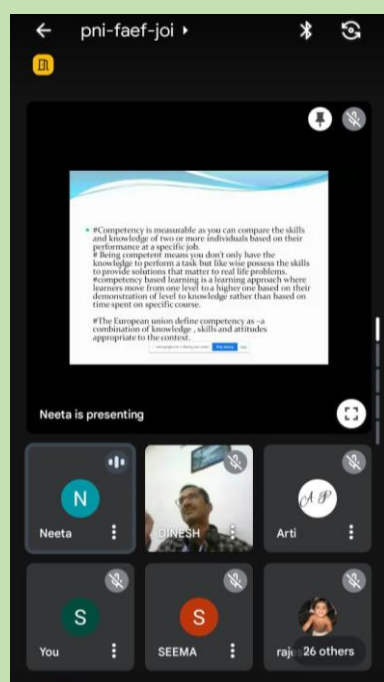 pni-faef-joi
#Competency is measurable as you can compare the skills
and knowledge of two or more individuals based on their
performance at a specific job.
# Being competent means you don't only have the
knowledge to perform a task but like wise possess the skills
to provide solutions that matter to real life problems.
#competency based learning is a learning approach where
learners move from one level to a higher one based on their
demonstration of level to knowledge rather than based on
time spent on specific course.
#The European union define competency as –a
combination of knowledge , skills and attitudes
appropriate to the context.
Neeta is presenting
N
Neeta
DINESH
A P
Arti
S
You
S
SEEMA
raje
26 others